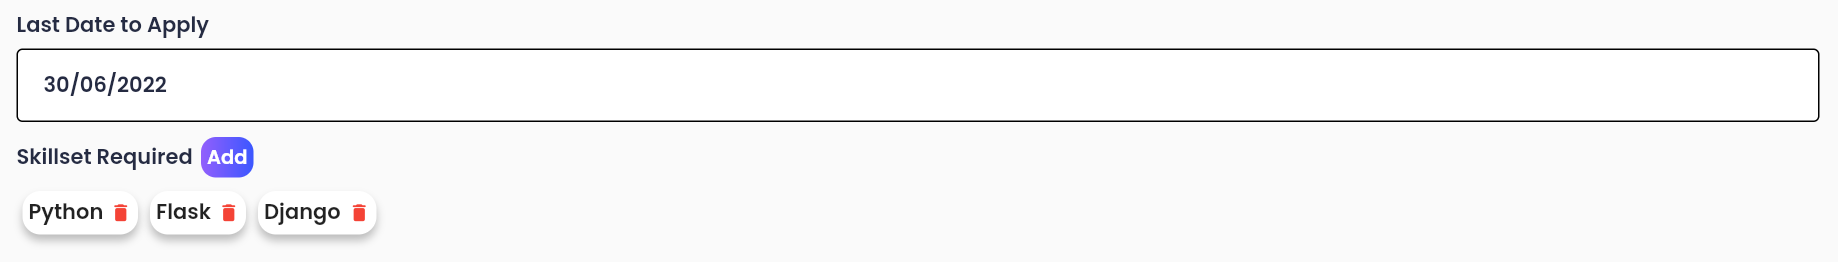 Last Date to Apply
30/06/2022
Skillset Required Add
Python Flask Django